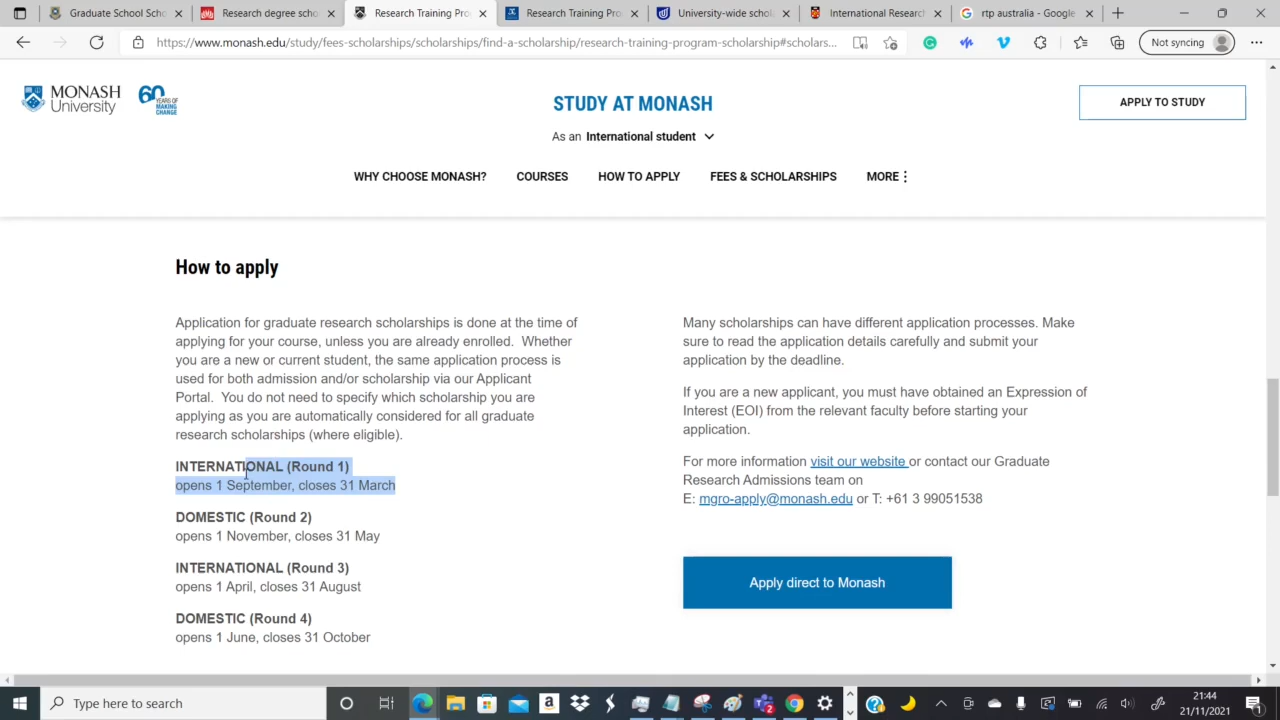 Graduate School Scho
Research degree schol
Research Training Pro
Research Training Pro
University-wide schola
International Research
rtp australia - Google
https://www.monash.edu/study/fees-scholarships/scholarships/find-a-scholarship/research-training-program-scholarship#scholars...
Not syncing
MONASH University
60 YEARS OF MAKING CHANGE
STUDY AT MONASH
APPLY TO STUDY
As an International student
WHY CHOOSE MONASH?
COURSES
HOW TO APPLY
FEES & SCHOLARSHIPS
MORE
How to apply
Application for graduate research scholarships is done at the time of
applying for your course, unless you are already enrolled. Whether
you are a new or current student, the same application process is
used for both admission and/or scholarship via our Applicant
Portal. You do not need to specify which scholarship you are
applying as you are automatically considered for all graduate
research scholarships (where eligible).
INTERNATIONAL (Round 1)
opens 1 September, closes 31 March
DOMESTIC (Round 2)
opens 1 November, closes 31 May
INTERNATIONAL (Round 3)
opens 1 April, closes 31 August
DOMESTIC (Round 4)
opens 1 June, closes 31 October
Many scholarships can have different application processes. Make
sure to read the application details carefully and submit your
application by the deadline.
If you are a new applicant, you must have obtained an Expression of
Interest (EOI) from the relevant faculty before starting your
application.
For more information visit our website or contact our Graduate
Research Admissions team on
E: mgro-apply@monash.edu or T: +61 3 99051538
Apply direct to Monash
Type here to search
21:44
21/11/2021